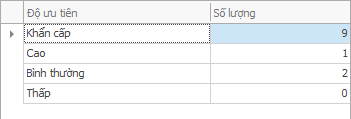 Độ ưu tiên Số lượng
Khẩn cấp 9
Cao 1
Bình thường 2
Thấp 0